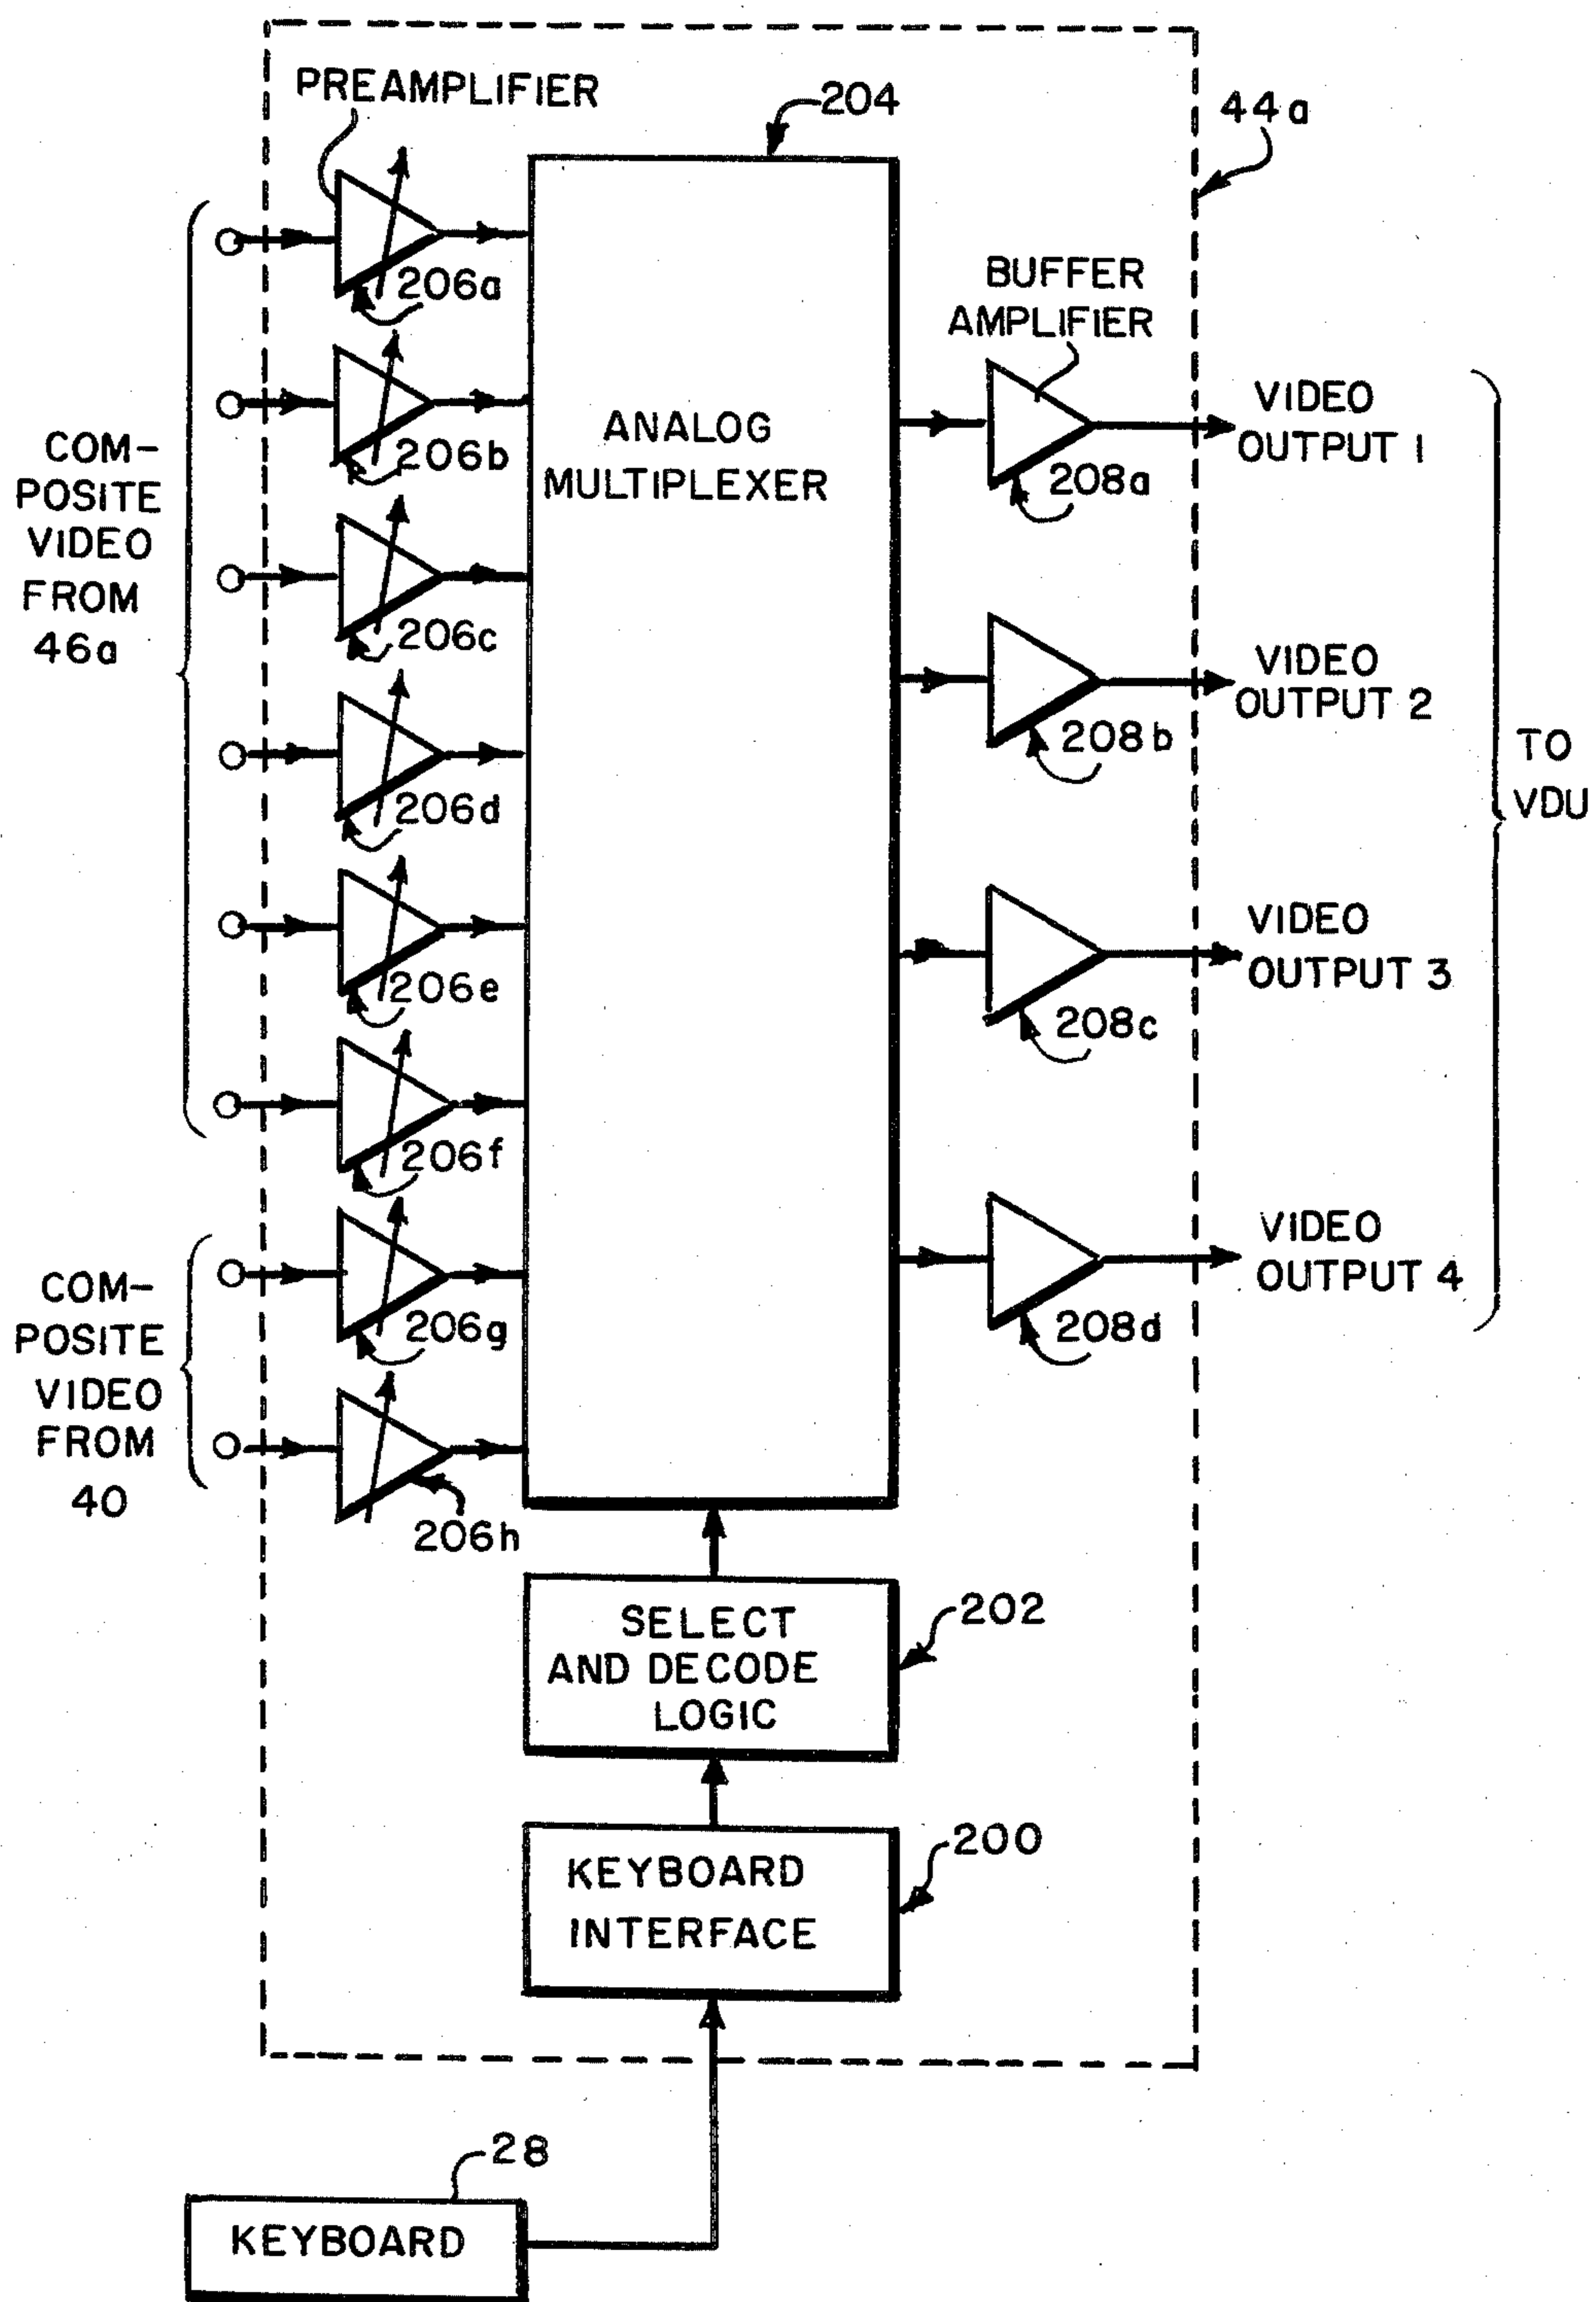 PREAMPLIFIER
204
44a
206a
BUFFER
AMPLIFIER
206b
COM-
POSITE
VIDEO
FROM
46a
ANALOG
MULTIPLEXER
208a
VIDEO
OUTPUT 1
206c
206d
208b
VIDEO
OUTPUT 2
TO
VDU
206e
208c
VIDEO
OUTPUT 3
206f
206g
COM-
POSITE
VIDEO
FROM
40
208d
VIDEO
OUTPUT 4
206h
SELECT
AND DECODE
LOGIC
202
KEYBOARD
INTERFACE
200
28
KEYBOARD